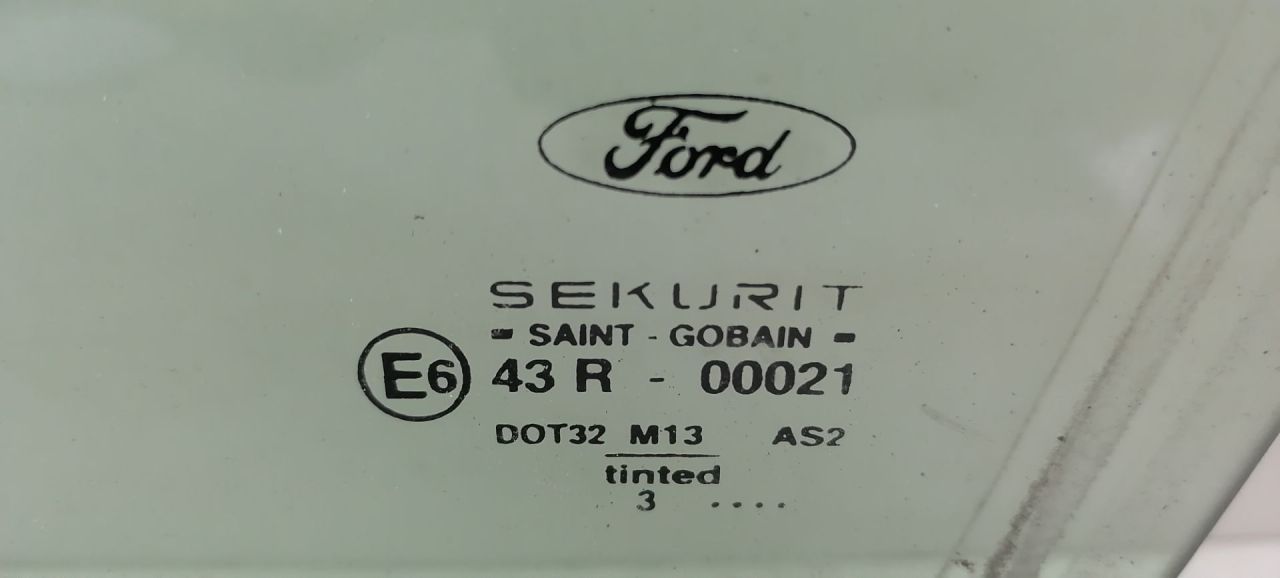 Ford
SEKURIT
- SAINT - GOBAIN -
E6 43 R - 00021
DOT32 M13 AS2
tinted
3 ....